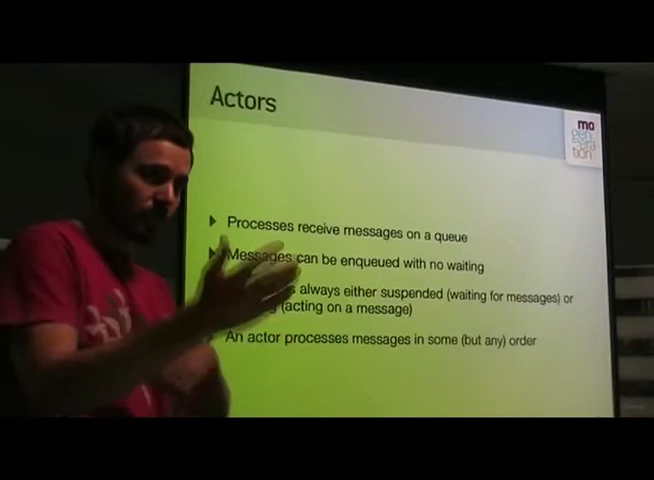 Actors
mo
gen
sera
tion
Processes receive messages on a queue
Messages can be enqueued with no waiting
s always either suspended (waiting for messages) or
(acting on a message)
An actor processes messages in some (but any) order